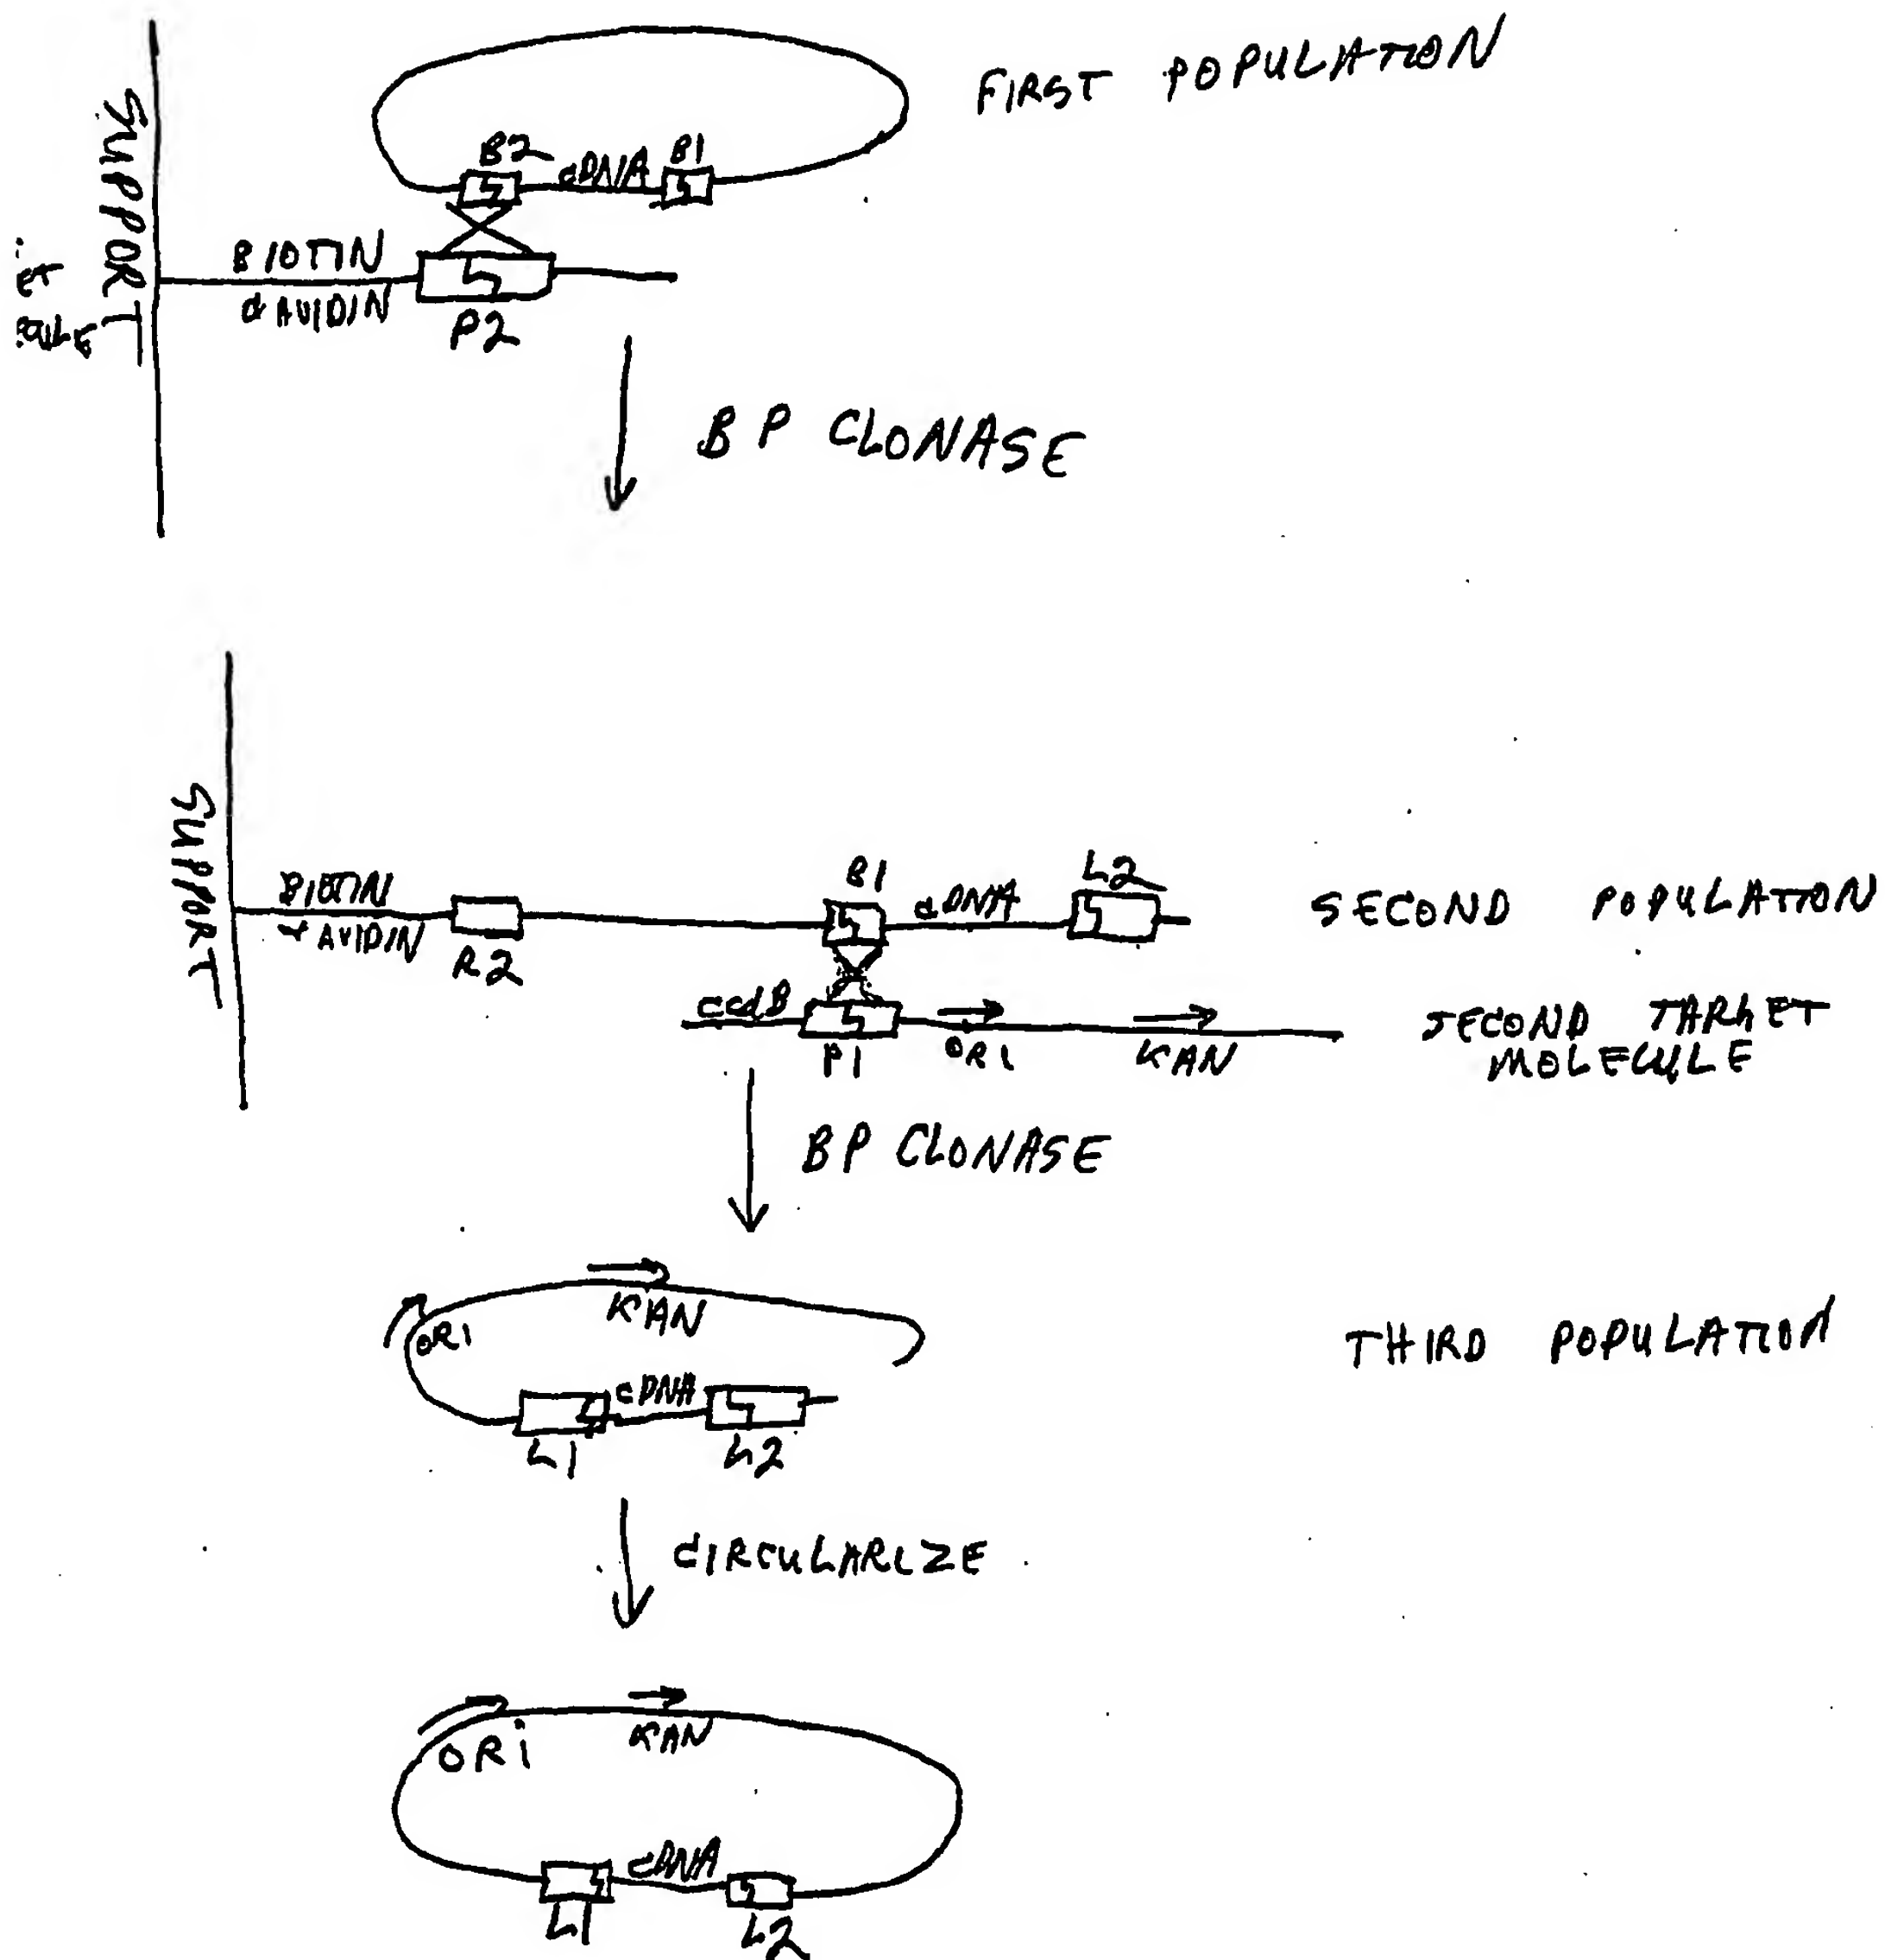 FIRST POPULATION
SUPPORT
B2
cDNA
B1
BIOTIN
& AVIDIN
P2
BP CLONASE
SUPPORT
BIOTIN
+ AVIDIN
R2
B1
cDNA
L2
SECOND POPULATION
ccdB
P1
ORI
KAN
SECOND TARGET
MOLECULE
BP CLONASE
KAN
ORI
cDNA
L1
L2
THIRD POPULATION
CIRCULARIZE
ORi
KAN
cDNA
L1
L2